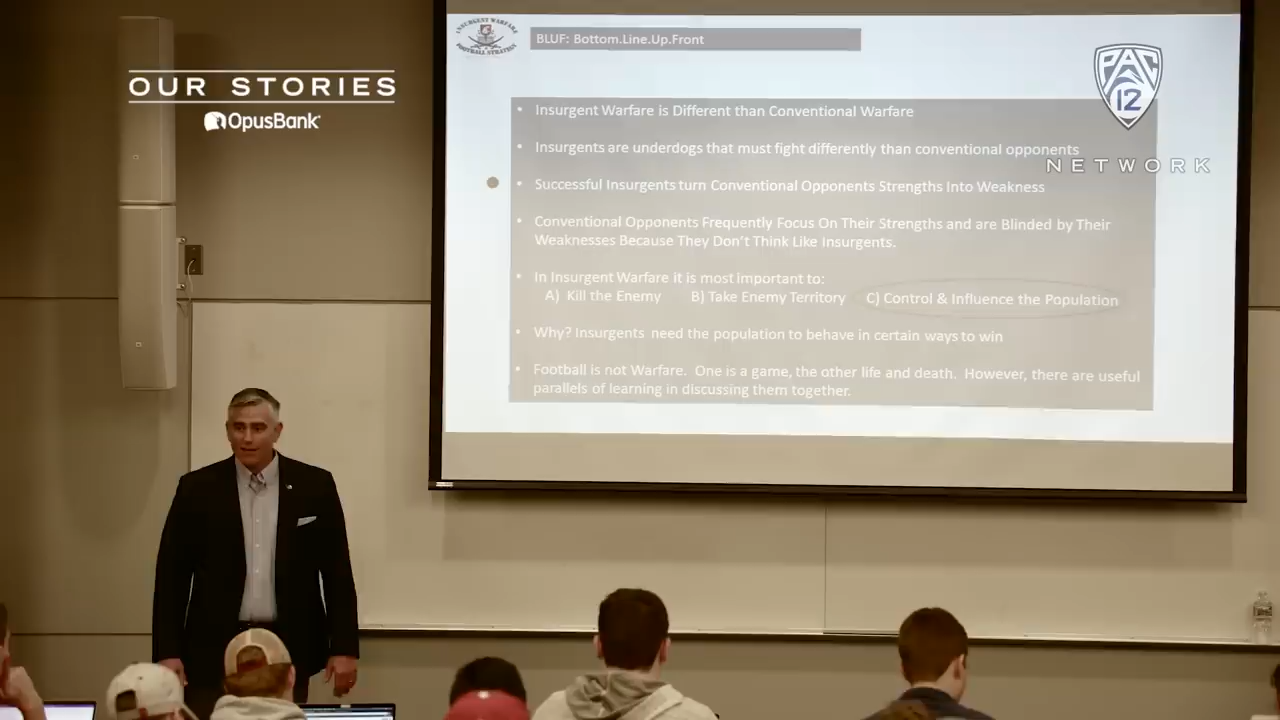 INSURGENT WARFARE
FOOTBALL STRATEGY
BLUF: Bottom.Line.Up.Front
OUR STORIES
OpusBank
PAC
12
NETWORK
• Insurgent Warfare is Different than Conventional Warfare
• Insurgents are underdogs that must fight differently than conventional opponents
• Successful Insurgents turn Conventional Opponents Strengths Into Weakness
• Conventional Opponents Frequently Focus On Their Strengths and are Blinded by Their
Weaknesses Because They Don't Think Like Insurgents.
• In Insurgent Warfare it is most important to:
A) Kill the Enemy B) Take Enemy Territory C) Control & Influence the Population
• Why? Insurgents need the population to behave in certain ways to win
• Football is not Warfare. One is a game, the other life and death. However, there are useful
parallels of learning in discussing them together.